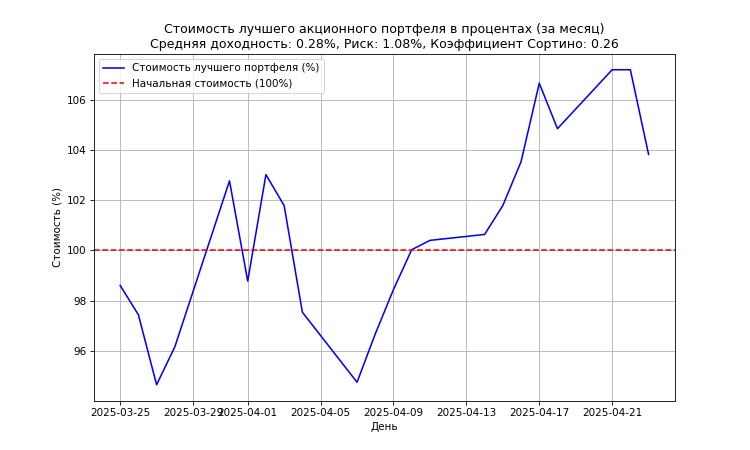 Стоимость лучшего акционного портфеля в процентах (за месяц)
Средняя доходность: 0.28%, Риск: 1.08%, Коэффициент Сортино: 0.26
Стоимость лучшего портфеля (%)
Начальная стоимость (100%)
Стоимость (%)
106
104
102
100
98
96
2025-03-25 2025-03-29 2025-04-01 2025-04-05 2025-04-09 2025-04-13 2025-04-17 2025-04-21
День